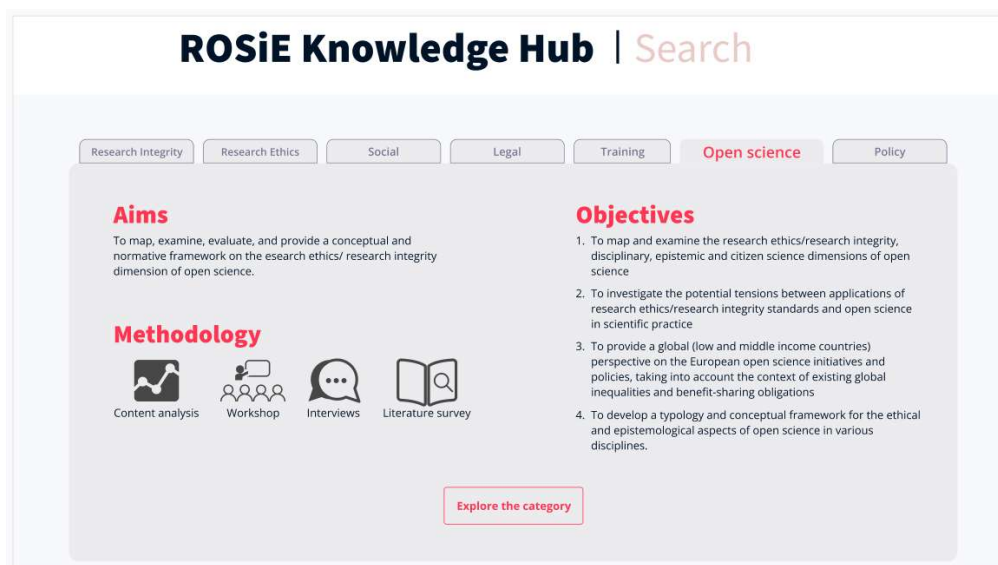 ROSiE Knowledge Hub | Search
Research Integrity
Research Ethics
Social
Legal
Training
Open science
Policy
Aims
To map, examine, evaluate, and provide a conceptual and
normative framework on the esearch ethics/ research integrity
dimension of open science.
Methodology
Content analysis
Workshop
Interviews
Literature survey
Objectives
1. To map and examine the research ethics/research integrity,
disciplinary, epistemic and citizen science dimensions of open
science
2. To investigate the potential tensions between applications of
research ethics/research integrity standards and open science
in scientific practice
3. To provide a global (low and middle income countries)
perspective on the European open science initiatives and
policies, taking into account the context of existing global
inequalities and benefit-sharing obligations
4. To develop a typology and conceptual framework for the ethical
and epistemological aspects of open science in various
disciplines.
Explore the category